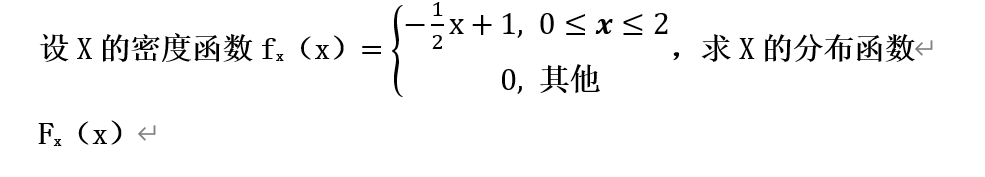 设 X 的密度函数 fₓ（x）= { -1/2 x + 1, 0 ≤ x ≤ 2
0, 其他 ，求 X 的分布函数↵
Fₓ（x）↵